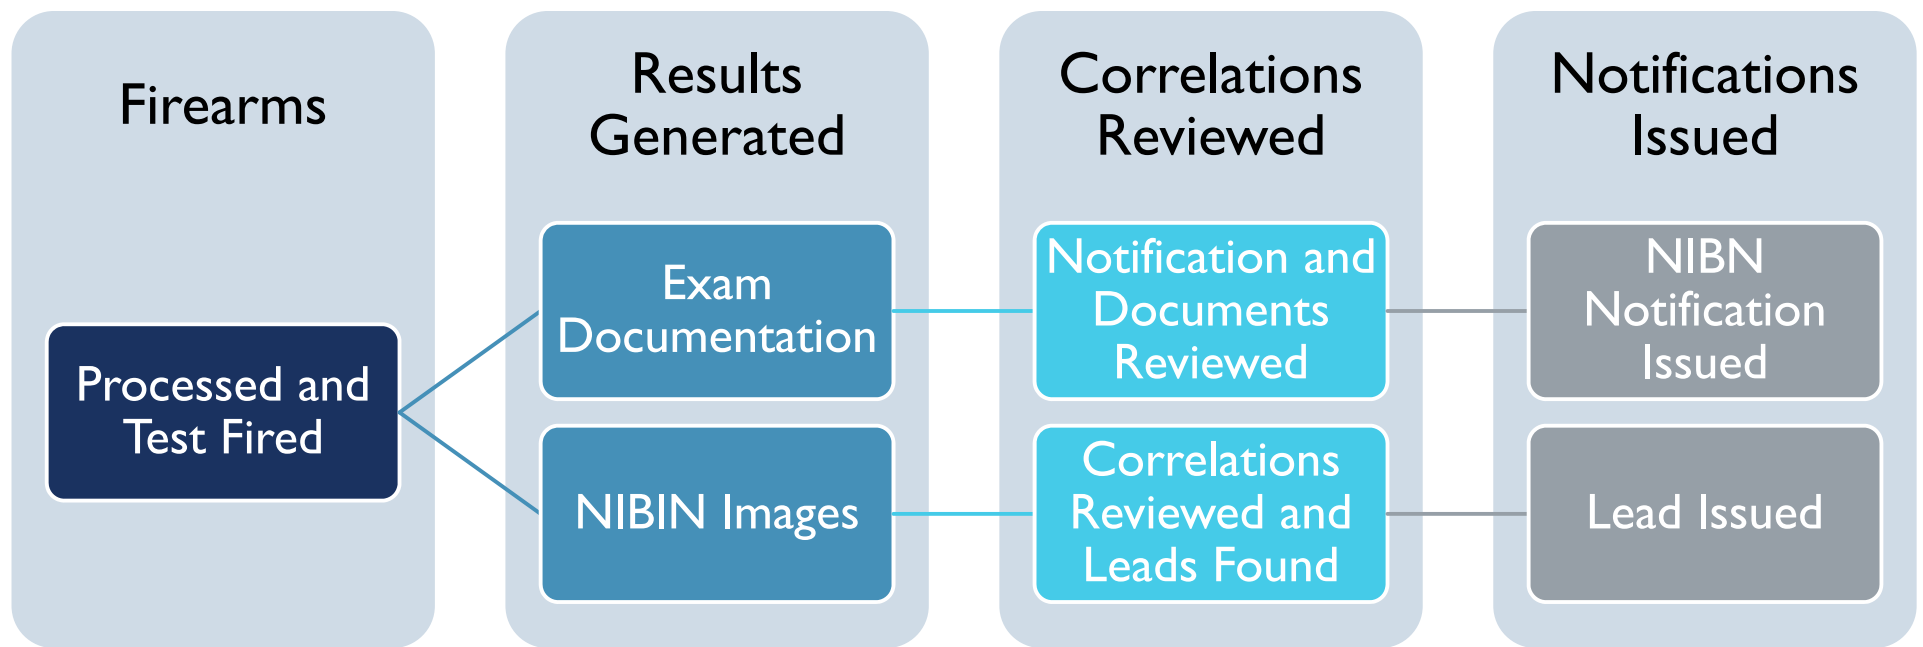 Firearms
Processed and
Test Fired
Results
Generated
Exam
Documentation
NIBIN Images
Correlations
Reviewed
Notification and
Documents
Reviewed
Correlations
Reviewed and
Leads Found
Notifications
Issued
NIBN
Notification
Issued
Lead Issued